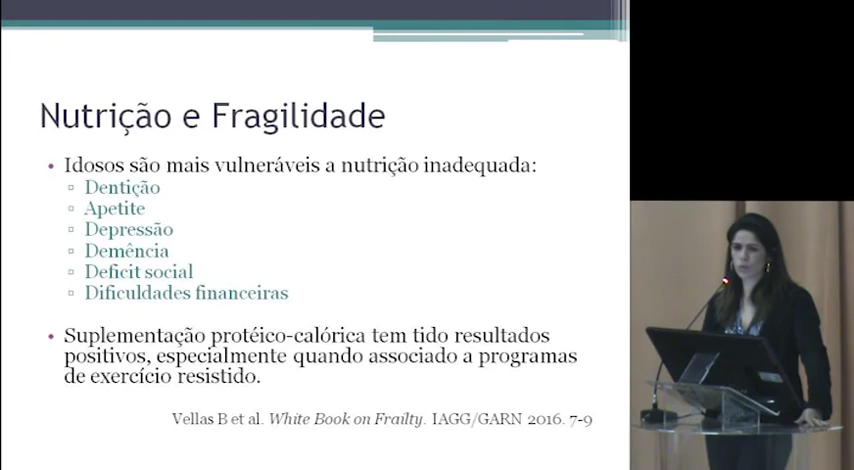 Nutrição e Fragilidade
• Idosos são mais vulneráveis a nutrição inadequada:
▫ Dentição
▫ Apetite
▫ Depressão
▫ Demência
▫ Deficit social
▫ Dificuldades financeiras
• Suplementação protéico-calórica tem tido resultados
positivos, especialmente quando associado a programas
de exercício resistido.
Vellas B et al. White Book on Frailty. IAGG/GARN 2016. 7-9